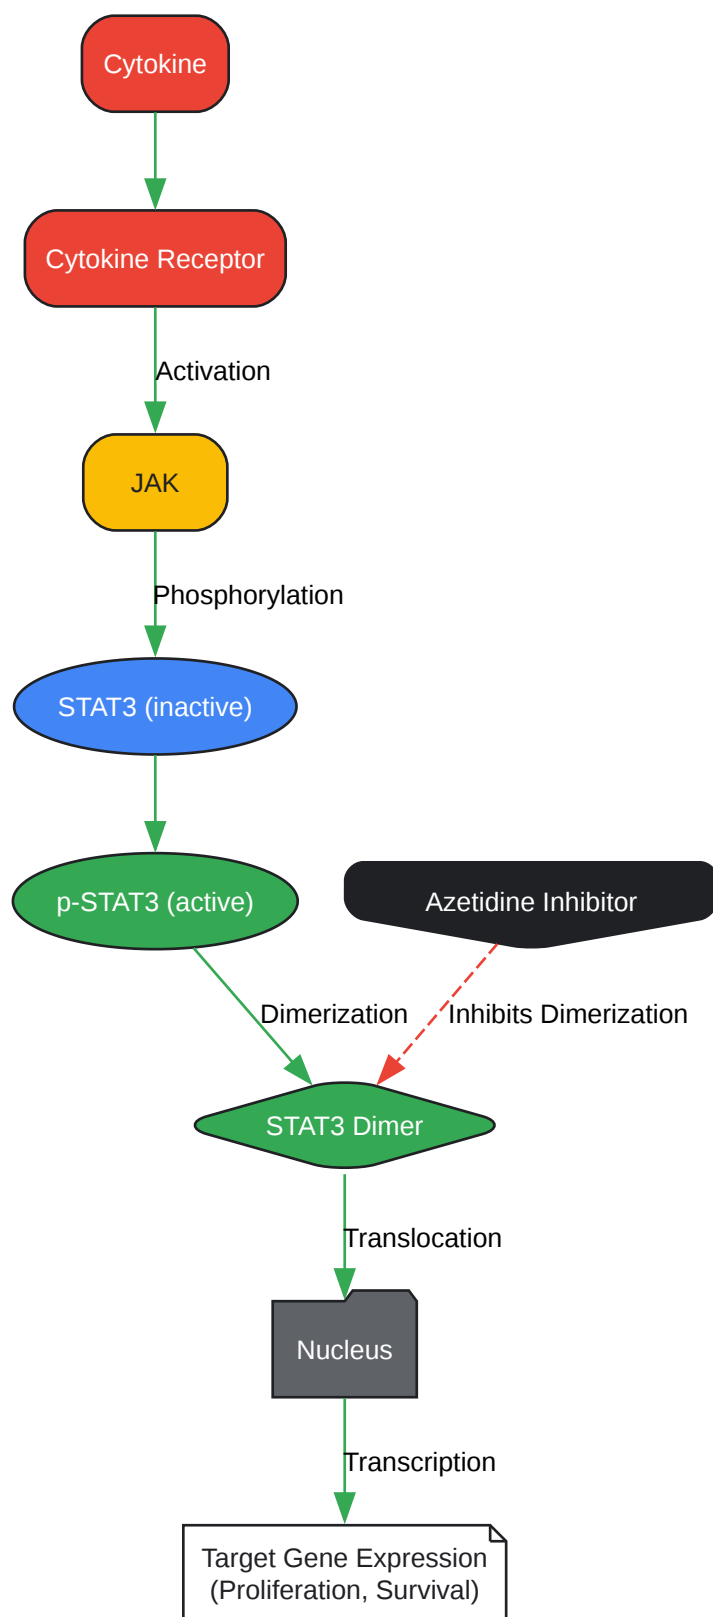 Cytokine
Cytokine Receptor
Activation
JAK
Phosphorylation
STAT3 (inactive)
p-STAT3 (active)
Azetidine Inhibitor
Dimerization
Inhibits Dimerization
STAT3 Dimer
Translocation
Nucleus
Transcription
Target Gene Expression
(Proliferation, Survival)